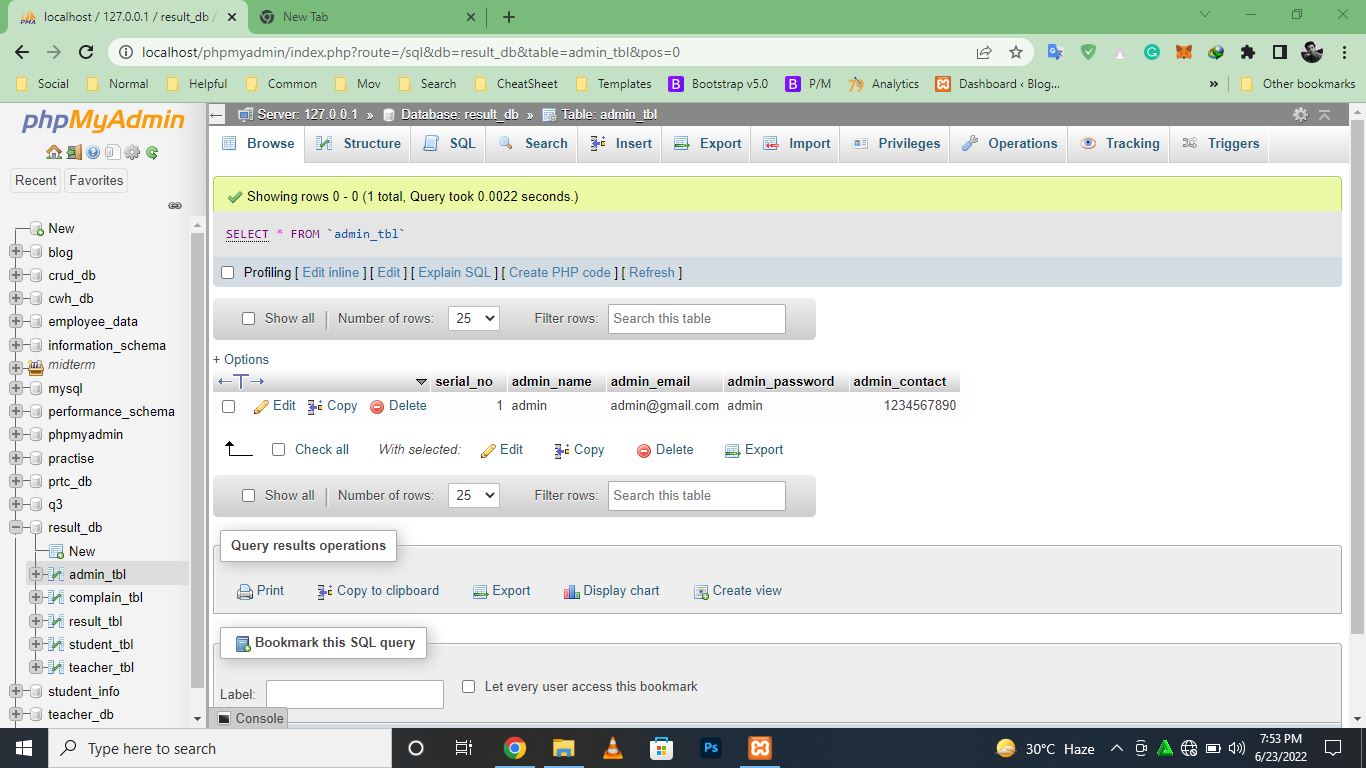 localhost / 127.0.0.1 / result_db /
New Tab
localhost/phpmyadmin/index.php?route=/sql&db=result_db&table=admin_tbl&pos=0
Social Normal Helpful Common Mov Search CheatSheet Templates Bootstrap v5.0 P/M Analytics Dashboard ‹ Blog... » Other bookmarks
phpMyAdmin
Recent Favorites
New
blog
crud_db
cwh_db
employee_data
information_schema
midterm
mysql
performance_schema
phpmyadmin
practise
prtc_db
q3
result_db
New
admin_tbl
complain_tbl
result_tbl
student_tbl
teacher_tbl
student_info
teacher_db
Server: 127.0.0.1 » Database: result_db » Table: admin_tbl
Browse Structure SQL Search Insert Export Import Privileges Operations Tracking Triggers
Showing rows 0 - 0 (1 total, Query took 0.0022 seconds.)
SELECT * FROM `admin_tbl`
Profiling [ Edit inline ] [ Edit ] [ Explain SQL ] [ Create PHP code ] [ Refresh ]
Show all Number of rows: 25 Filter rows: Search this table
+ Options
serial_no admin_name admin_email admin_password admin_contact
Edit Copy Delete 1 admin admin@gmail.com admin 1234567890
Check all With selected: Edit Copy Delete Export
Show all Number of rows: 25 Filter rows: Search this table
Query results operations
Print Copy to clipboard Export Display chart Create view
Bookmark this SQL query
Label: Let every user access this bookmark
Console
Type here to search
Ps
30°C Haze
7:53 PM
6/23/2022